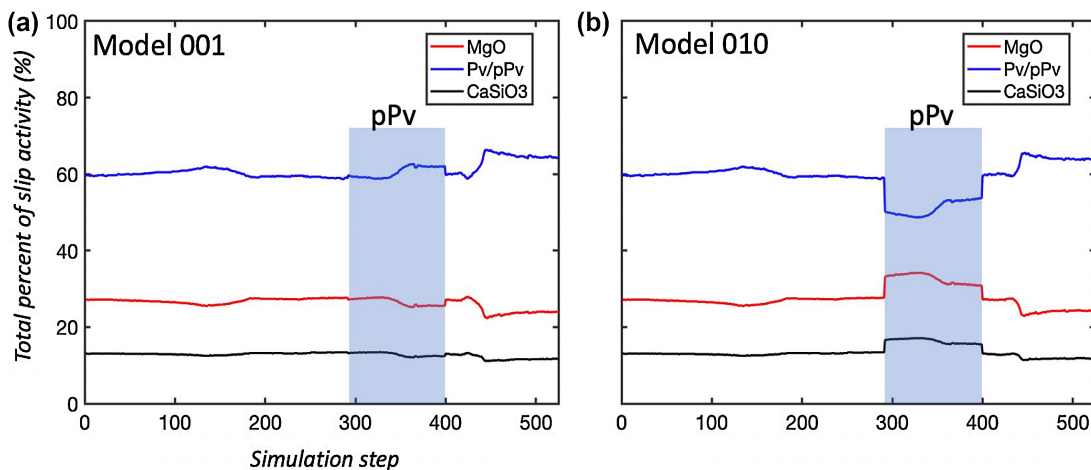 (a)
Model 001
MgO
Pv/pPv
CaSiO3
pPv
Total percent of slip activity (%)
100
80
60
40
20
0
0 100 200 300 400 500
Simulation step
(b)
Model 010
MgO
Pv/pPv
CaSiO3
pPv
0 100 200 300 400 500